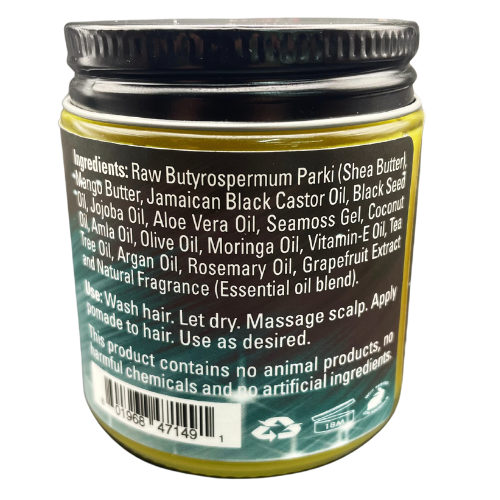 Ingredients: Raw Butyrospermum Parki (Shea Butter),
Mango Butter, Jamaican Black Castor Oil, Black Seed
Oil, Jojoba Oil, Aloe Vera Oil, Seamoss Gel, Coconut
Oil, Amla Oil, Olive Oil, Moringa Oil, Vitamin-E Oil, Tea
Tree Oil, Argan Oil, Rosemary Oil, Grapefruit Extract
and Natural Fragrance (Essential oil blend).
Use: Wash hair. Let dry. Massage scalp. Apply
pomade to hair. Use as desired.
This product contains no animal products, no
harmful chemicals and no artificial ingredients.
01968 47149 1
18M